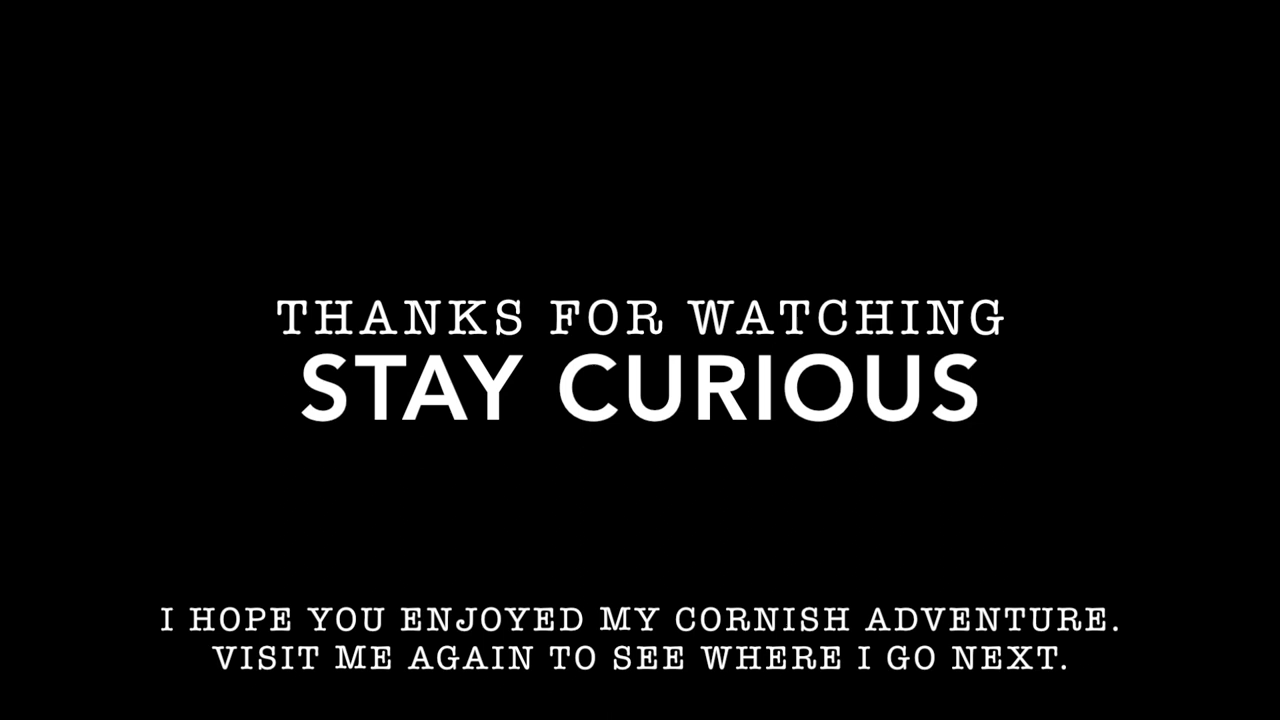 THANKS FOR WATCHING
STAY CURIOUS
I HOPE YOU ENJOYED MY CORNISH ADVENTURE.
VISIT ME AGAIN TO SEE WHERE I GO NEXT.